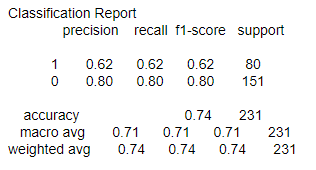 Classification Report
precision recall f1-score support
1 0.62 0.62 0.62 80
0 0.80 0.80 0.80 151
accuracy 0.74 231
macro avg 0.71 0.71 0.71 231
weighted avg 0.74 0.74 0.74 231